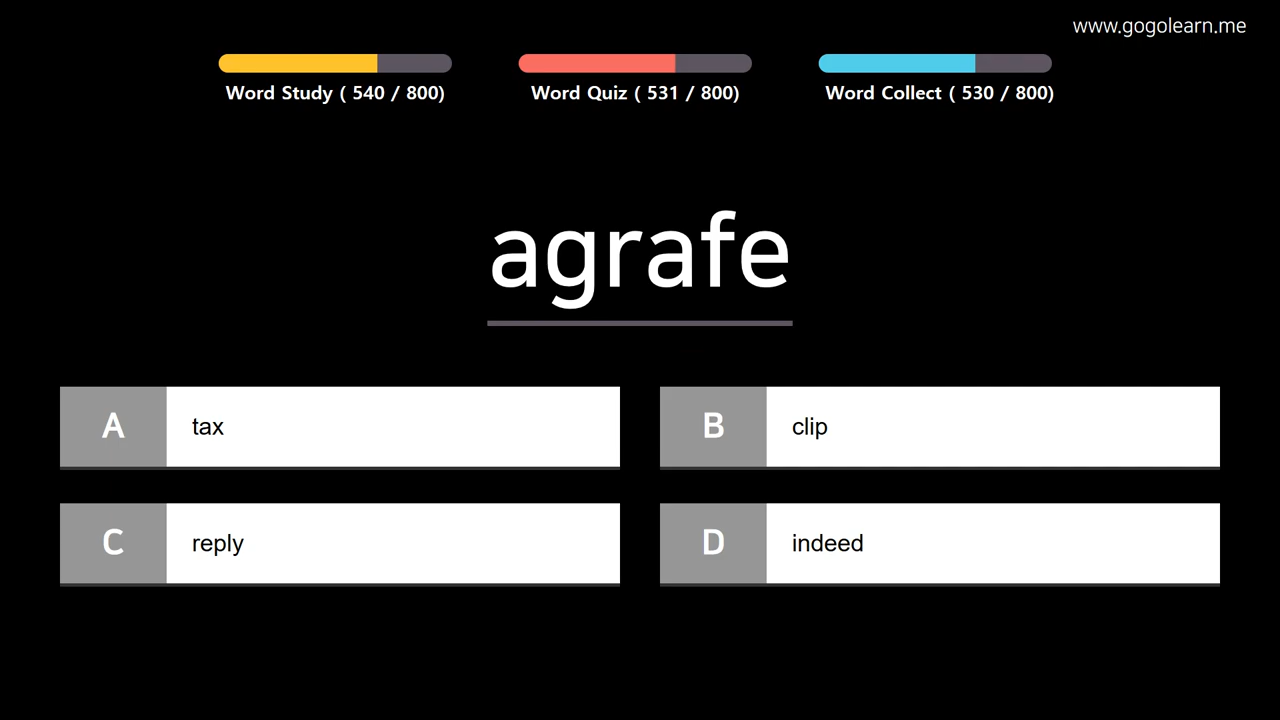 www.gogolearn.me
Word Study ( 540 / 800)
Word Quiz ( 531 / 800)
Word Collect ( 530 / 800)
agrafe
A tax
B clip
C reply
D indeed